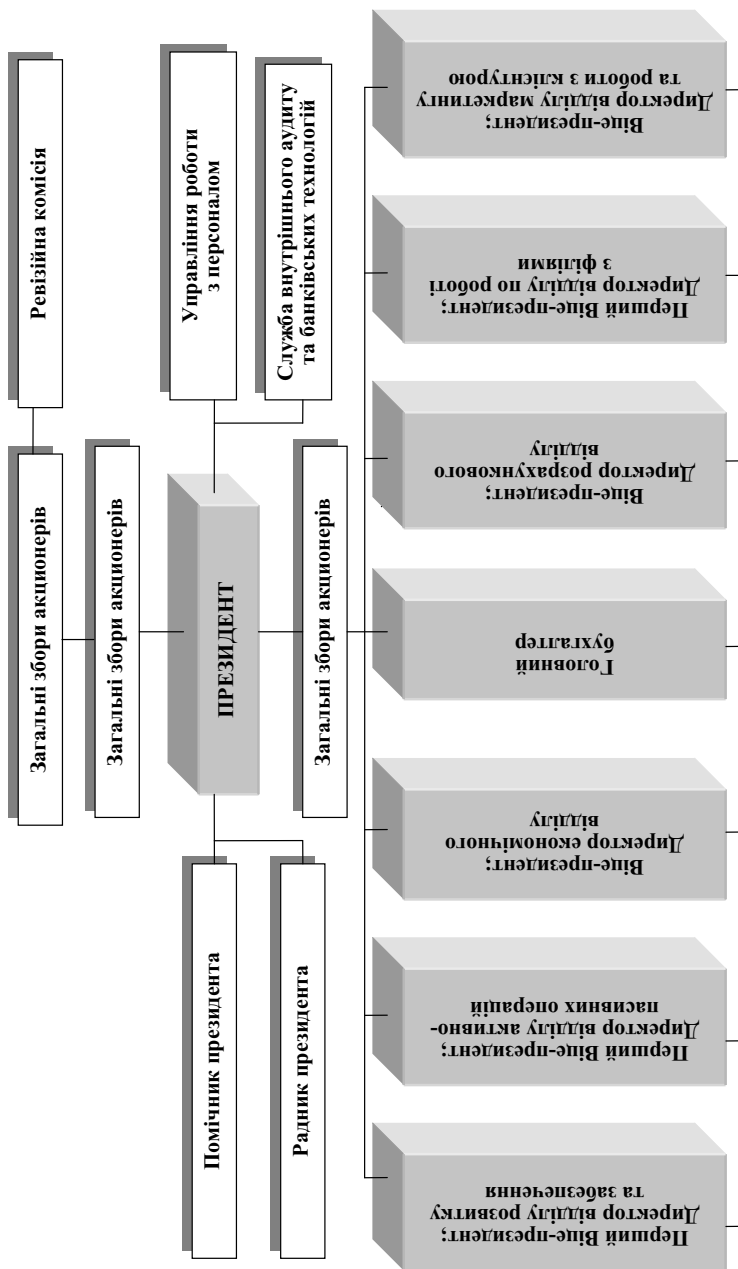 Загальні збори акционерів
Ревізійна комісія
Загальні збори акционерів
Помічник президента
ПРЕЗИДЕНТ
Управління роботи
з персоналом
Радник президента
Служба внутрішнього аудиту
та банківських технологій
Загальні збори акционерів
Перший Віце-президент;
Директор відділу розвитку
та забезпечення
Перший Віце-президент;
Директор відділу активно-
пасивних операцій
Віце-президент;
Директор економічного
відділу
Головний
бухгалтер
Віце-президент;
Директор розрахункового
відділу
Перший Віце-президент;
Директор відділу по роботі
з філіями
Віце-президент;
Директор відділу маркетингу
та роботи з клієнтурою